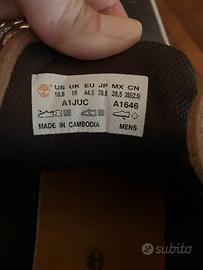 US UK EU JP MX CN
10.5 10 44.5 28.5 28.5 285(2.5)
A1JUC A1646
MADE IN CAMBODIA MENS
subito